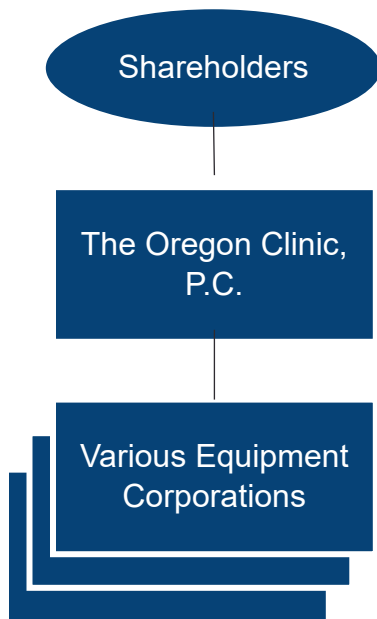 Shareholders
The Oregon Clinic,
P.C.
Various Equipment
Corporations